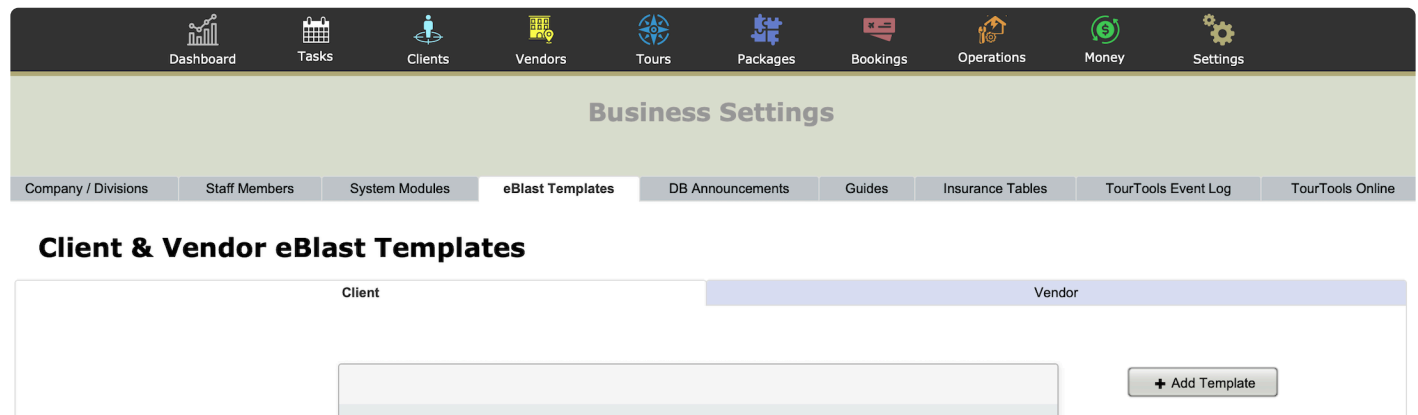 Dashboard Tasks Clients Vendors Tours Packages Bookings Operations Money Settings
Business Settings
Company / Divisions Staff Members System Modules eBlast Templates DB Announcements Guides Insurance Tables TourTools Event Log TourTools Online
Client & Vendor eBlast Templates
Client Vendor
+ Add Template